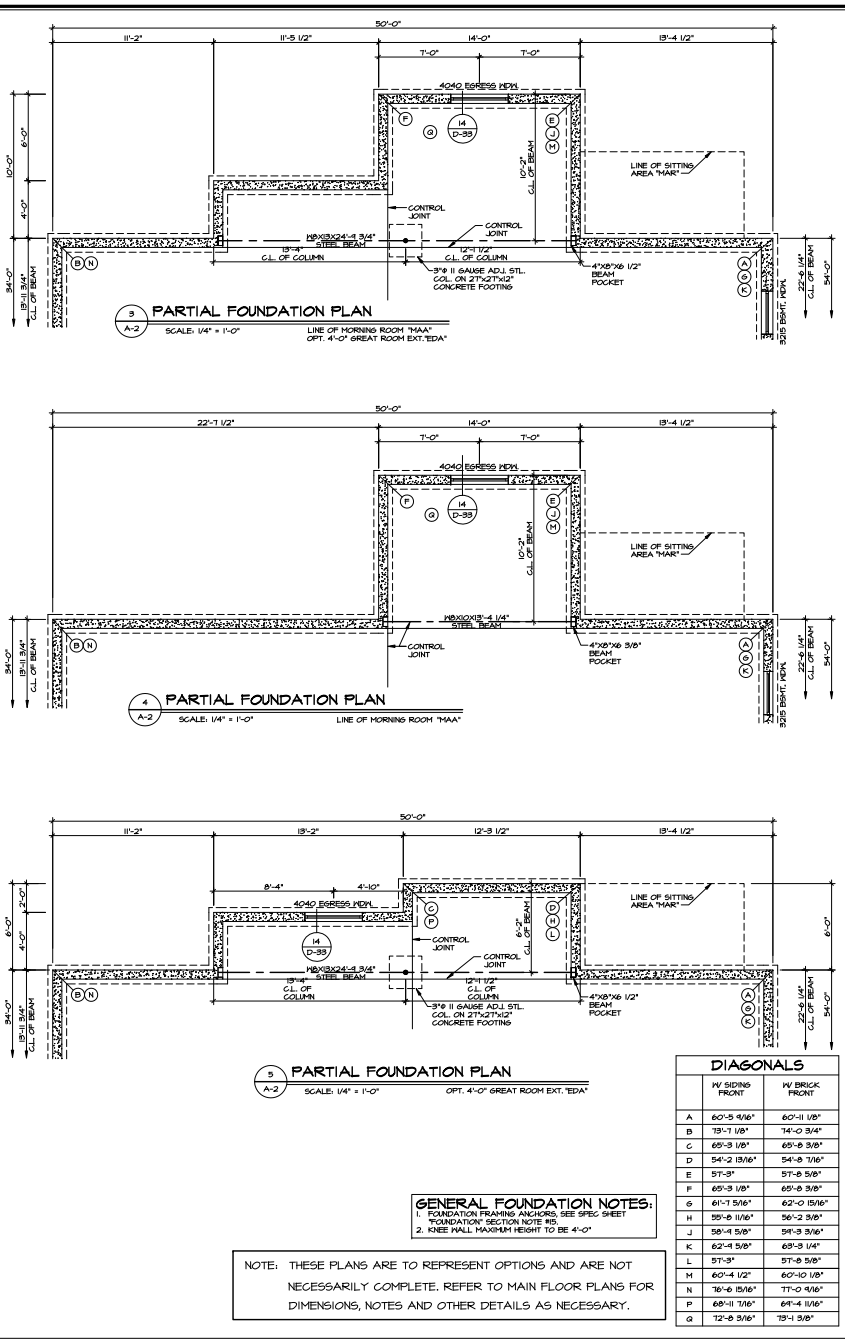 50'-0"
11'-2" 11'-5 1/2" 14'-0" 13'-4 1/2"
7'-0" 7'-0"
4040 EGRESS WDW.
F Q 14 E
D-33 J
M
10'-0"
6'-0"
4'-0"
10'-2"
C.L. OF BEAM
LINE OF SITTING
AREA "MAR"
CONTROL
JOINT
CONTROL
JOINT
W8X13X24'-9 3/4"
STEEL BEAM
13'-4"
C.L. OF COLUMN
12'-1 1/2"
C.L. OF COLUMN
B N
A
G
K
34'-0"
13'-11 3/4"
C.L. OF BEAM
3"Φ 11 GAUGE ADJ. STL.
COL. ON 27"x27"x12"
CONCRETE FOOTING
4"X8"X6 1/2"
BEAM
POCKET
22'-6 1/4"
C.L. OF BEAM
54'-0"
3215 BSMT. WDW.
3 PARTIAL FOUNDATION PLAN
A-2 SCALE: 1/4" = 1'-0" LINE OF MORNING ROOM "MAA"
OPT. 4'-0" GREAT ROOM EXT."EDA"
50'-0"
22'-7 1/2" 14'-0" 13'-4 1/2"
7'-0" 7'-0"
4040 EGRESS WDW.
F Q 14 E
D-33 J
M
10'-2"
C.L. OF BEAM
LINE OF SITTING
AREA "MAR"
W8X10X13'-4 1/4"
STEEL BEAM
B N
CONTROL
JOINT
4"X8"X6 3/8"
BEAM
POCKET
A
G
K
34'-0"
13'-11 3/4"
C.L. OF BEAM
22'-6 1/4"
C.L. OF BEAM
54'-0"
3215 BSMT. WDW.
4 PARTIAL FOUNDATION PLAN
A-2 SCALE: 1/4" = 1'-0" LINE OF MORNING ROOM "MAA"
50'-0"
11'-2" 13'-2" 12'-3 1/2" 13'-4 1/2"
8'-4" 4'-10"
4040 EGRESS WDW.
14
D-33
C
P
D
H
L
6'-0"
2'-0"
4'-0"
6'-2"
C.L. OF BEAM
LINE OF SITTING
AREA "MAR"
6'-0"
CONTROL
JOINT
CONTROL
JOINT
W8X13X24'-9 3/4"
STEEL BEAM
13'-4"
C.L. OF
COLUMN
12'-1 1/2"
C.L. OF
COLUMN
B N
A
G
K
34'-0"
13'-11 3/4"
C.L. OF BEAM
3"Φ 11 GAUGE ADJ. STL.
COL. ON 27"x27"x12"
CONCRETE FOOTING
4"X8"X6 1/2"
BEAM
POCKET
22'-6 1/4"
C.L. OF BEAM
54'-0"
5 PARTIAL FOUNDATION PLAN
A-2 SCALE: 1/4" = 1'-0" OPT. 4'-0" GREAT ROOM EXT. "EDA"
DIAGONALS
W/ SIDING FRONT W/ BRICK FRONT
A 60'-5 9/16" 60'-11 1/8"
B 73'-7 1/8" 74'-0 3/4"
C 65'-3 1/8" 65'-8 3/8"
D 54'-2 13/16" 54'-8 7/16"
E 57'-3" 57'-8 5/8"
F 65'-3 1/8" 65'-8 3/8"
G 61'-7 5/16" 62'-0 15/16"
H 55'-8 11/16" 56'-2 3/8"
J 58'-9 5/8" 59'-3 3/16"
K 62'-9 5/8" 63'-3 1/4"
L 57'-3" 57'-8 5/8"
M 60'-4 1/2" 60'-10 1/8"
N 76'-6 15/16" 77'-0 9/16"
P 68'-11 7/16" 69'-4 11/16"
Q 72'-8 3/16" 73'-1 3/8"
GENERAL FOUNDATION NOTES:
1. FOUNDATION FRAMING ANCHORS, SEE SPEC SHEET
"FOUNDATION" SECTION NOTE #15.
2. KNEE WALL MAXIMUM HEIGHT TO BE 4'-0"
NOTE: THESE PLANS ARE TO REPRESENT OPTIONS AND ARE NOT
NECESSARILY COMPLETE. REFER TO MAIN FLOOR PLANS FOR
DIMENSIONS, NOTES AND OTHER DETAILS AS NECESSARY.